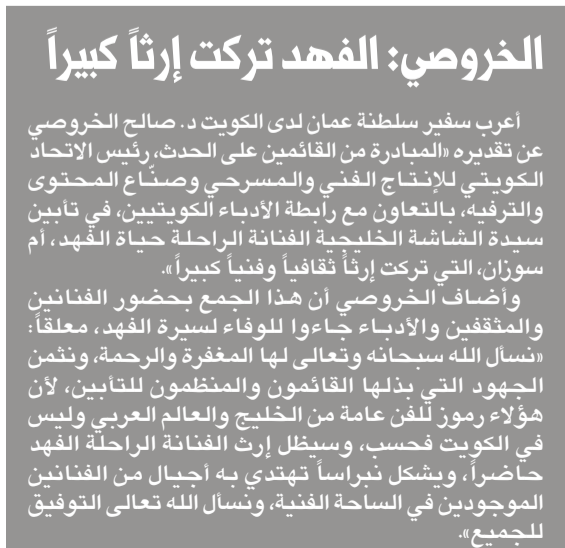 الخروصي: الفهد تركت إرثاً كبيراً
أعرب سفير سلطنة عمان لدى الكويت د. صالح الخروصي
عن تقديره «المبادرة من القائمين على الحدث، رئيس الاتحاد
الكويتي للإنتاج الفني والمسرحي وصنّاع المحتوى
والترفيه، بالتعاون مع رابطة الأدباء الكويتيين، في تأبين
سيدة الشاشة الخليجية الفنانة الراحلة حياة الفهد، أم
سوزان، التي تركت إرثاً ثقافياً وفنياً كبيراً».
وأضاف الخروصي أن هذا الجمع بحضور الفنانين
والمثقفين والأدباء جاءوا للوفاء لسيرة الفهد، معلقاً:
«نسأل الله سبحانه وتعالى لها المغفرة والرحمة، ونثمن
الجهود التي بذلها القائمون والمنظمون للتأبين، لأن
هؤلاء رموز للفن عامة من الخليج والعالم العربي وليس
في الكويت فحسب، وسيظل إرث الفنانة الراحلة الفهد
حاضراً، ويشكل نبراساً تهتدي به أجيال من الفنانين
الموجودين في الساحة الفنية، ونسأل الله تعالى التوفيق
للجميع».